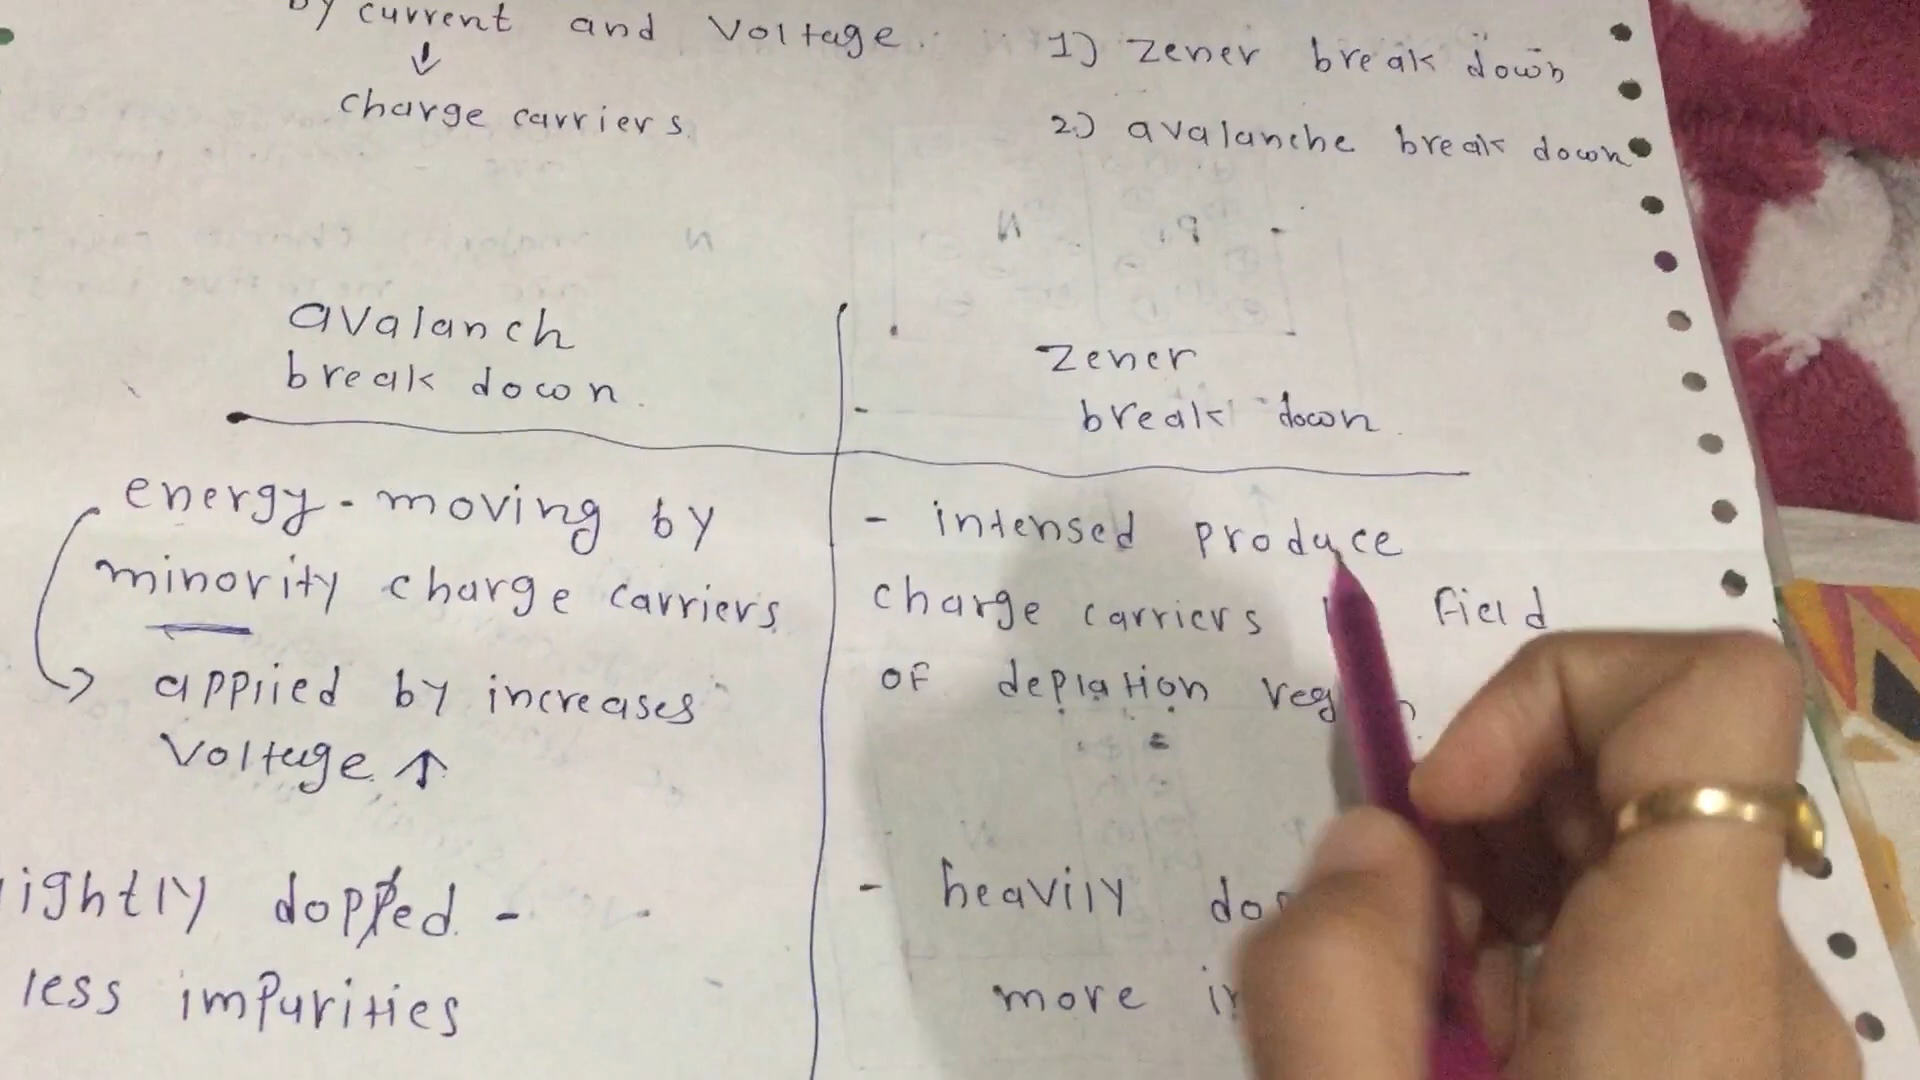 by current and Voltage.
charge carriers.
1) Zener break down
2) avalanche break down
avalanch
break down.
Zener
break down.
energy - moving by
minority charge carriers
applied by increases
Voltage ↑
lightly dopped -
less impurities
- intensed produce
charge carriers field
of deplation
- heavily
more